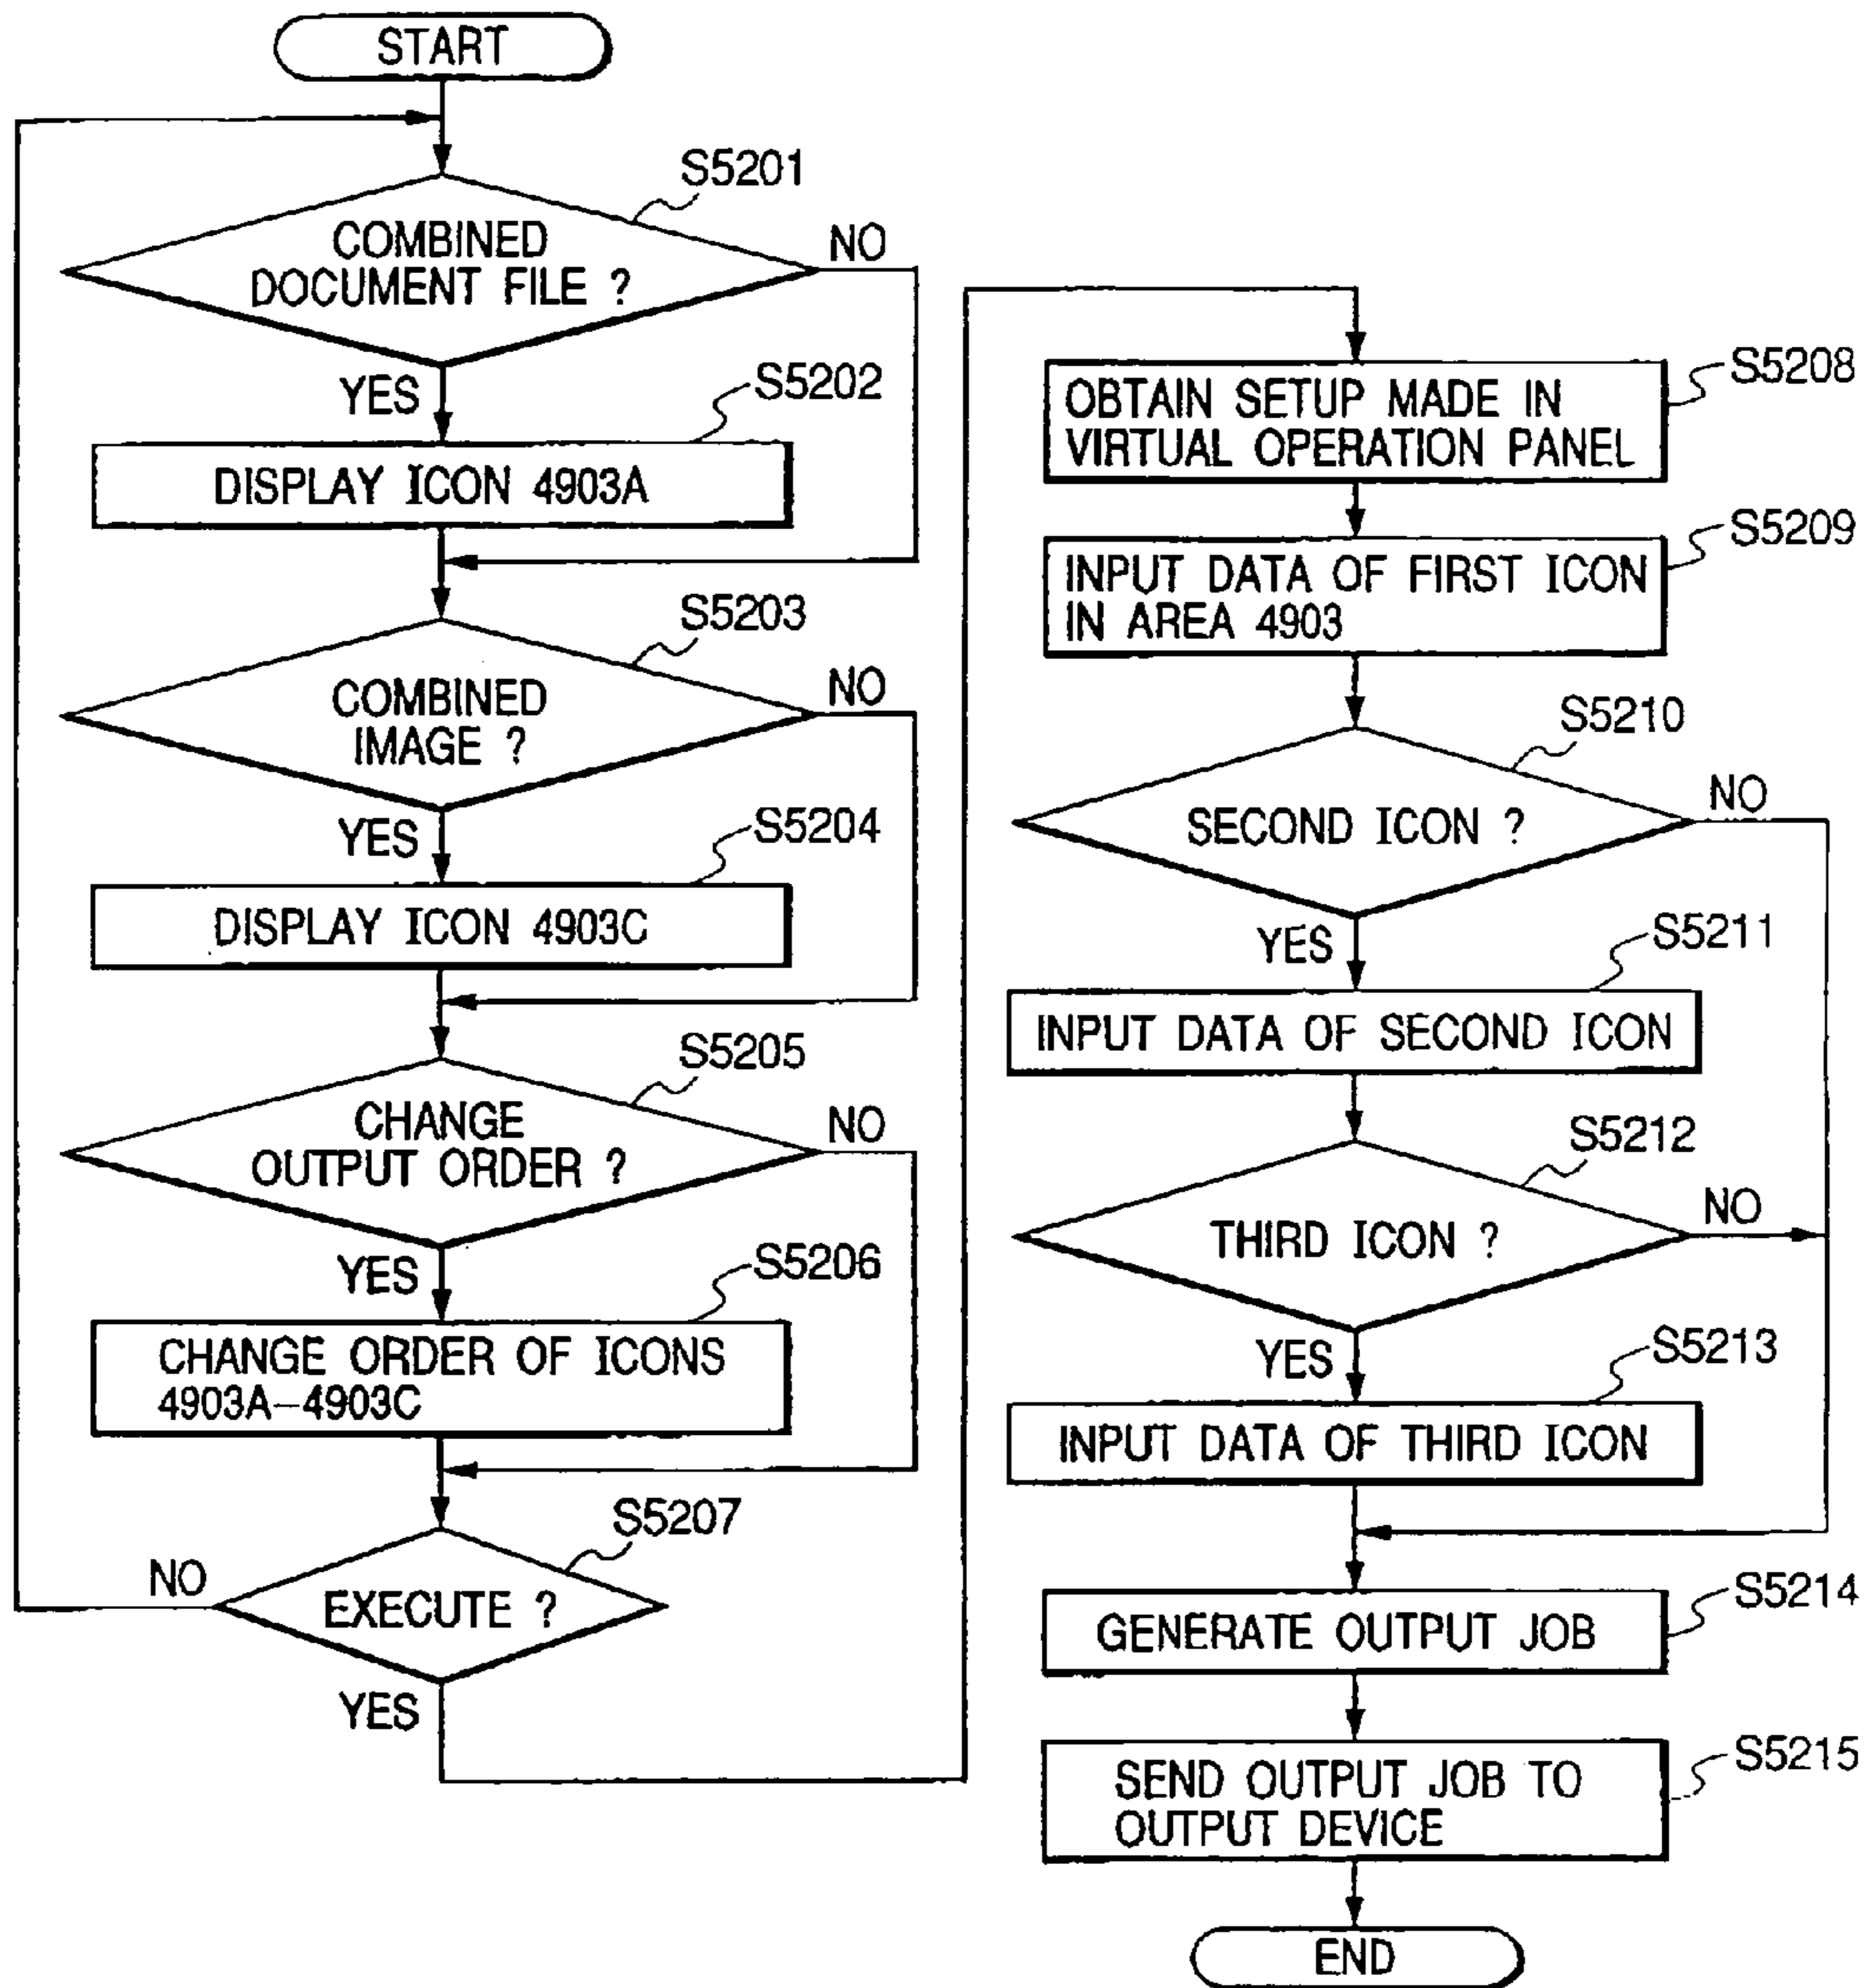 START
S5201
COMBINED
DOCUMENT FILE ?
NO
YES
S5202
DISPLAY ICON 4903A
S5203
COMBINED
IMAGE ?
NO
YES
S5204
DISPLAY ICON 4903C
S5205
CHANGE
OUTPUT ORDER ?
NO
YES
S5206
CHANGE ORDER OF ICONS
4903A-4903C
S5207
EXECUTE ?
NO
YES
S5208
OBTAIN SETUP MADE IN
VIRTUAL OPERATION PANEL
S5209
INPUT DATA OF FIRST ICON
IN AREA 4903
S5210
SECOND ICON ?
NO
YES
S5211
INPUT DATA OF SECOND ICON
S5212
THIRD ICON ?
NO
YES
S5213
INPUT DATA OF THIRD ICON
S5214
GENERATE OUTPUT JOB
S5215
SEND OUTPUT JOB TO
OUTPUT DEVICE
END